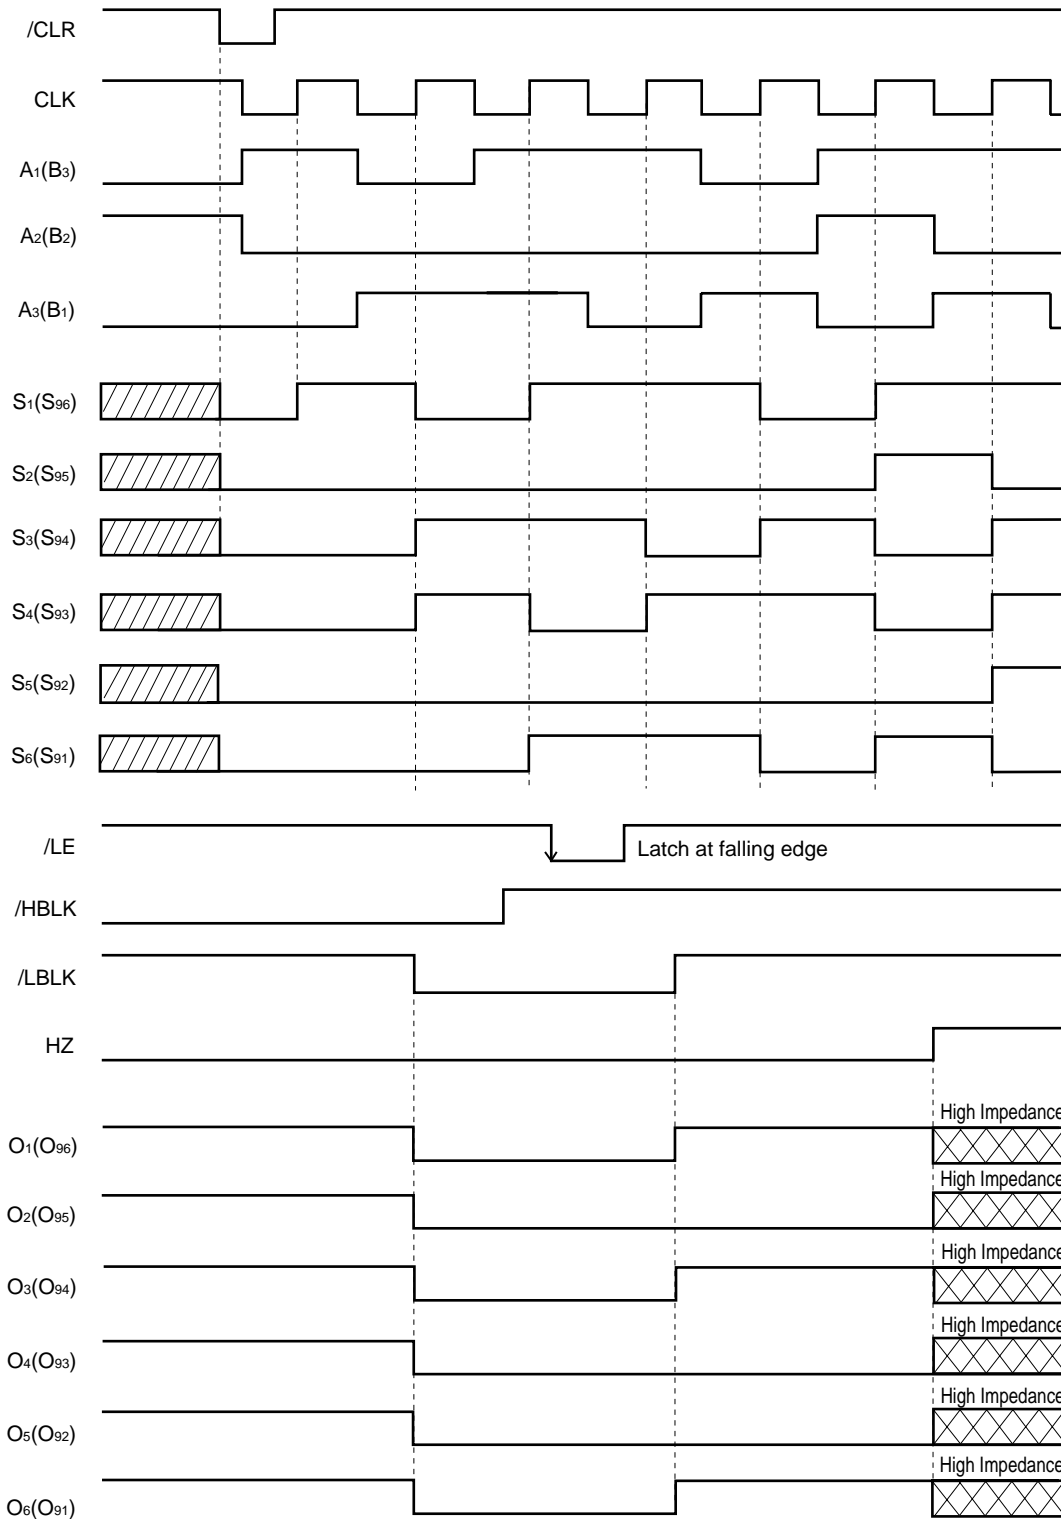 /CLR
CLK
A1(B3)
A2(B2)
A3(B1)
S1(S96)
S2(S95)
S3(S94)
S4(S93)
S5(S92)
S6(S91)
/LE
Latch at falling edge
/HBLK
/LBLK
HZ
High Impedance
O1(O96)
High Impedance
O2(O95)
High Impedance
O3(O94)
High Impedance
O4(O93)
High Impedance
O5(O92)
High Impedance
O6(O91)